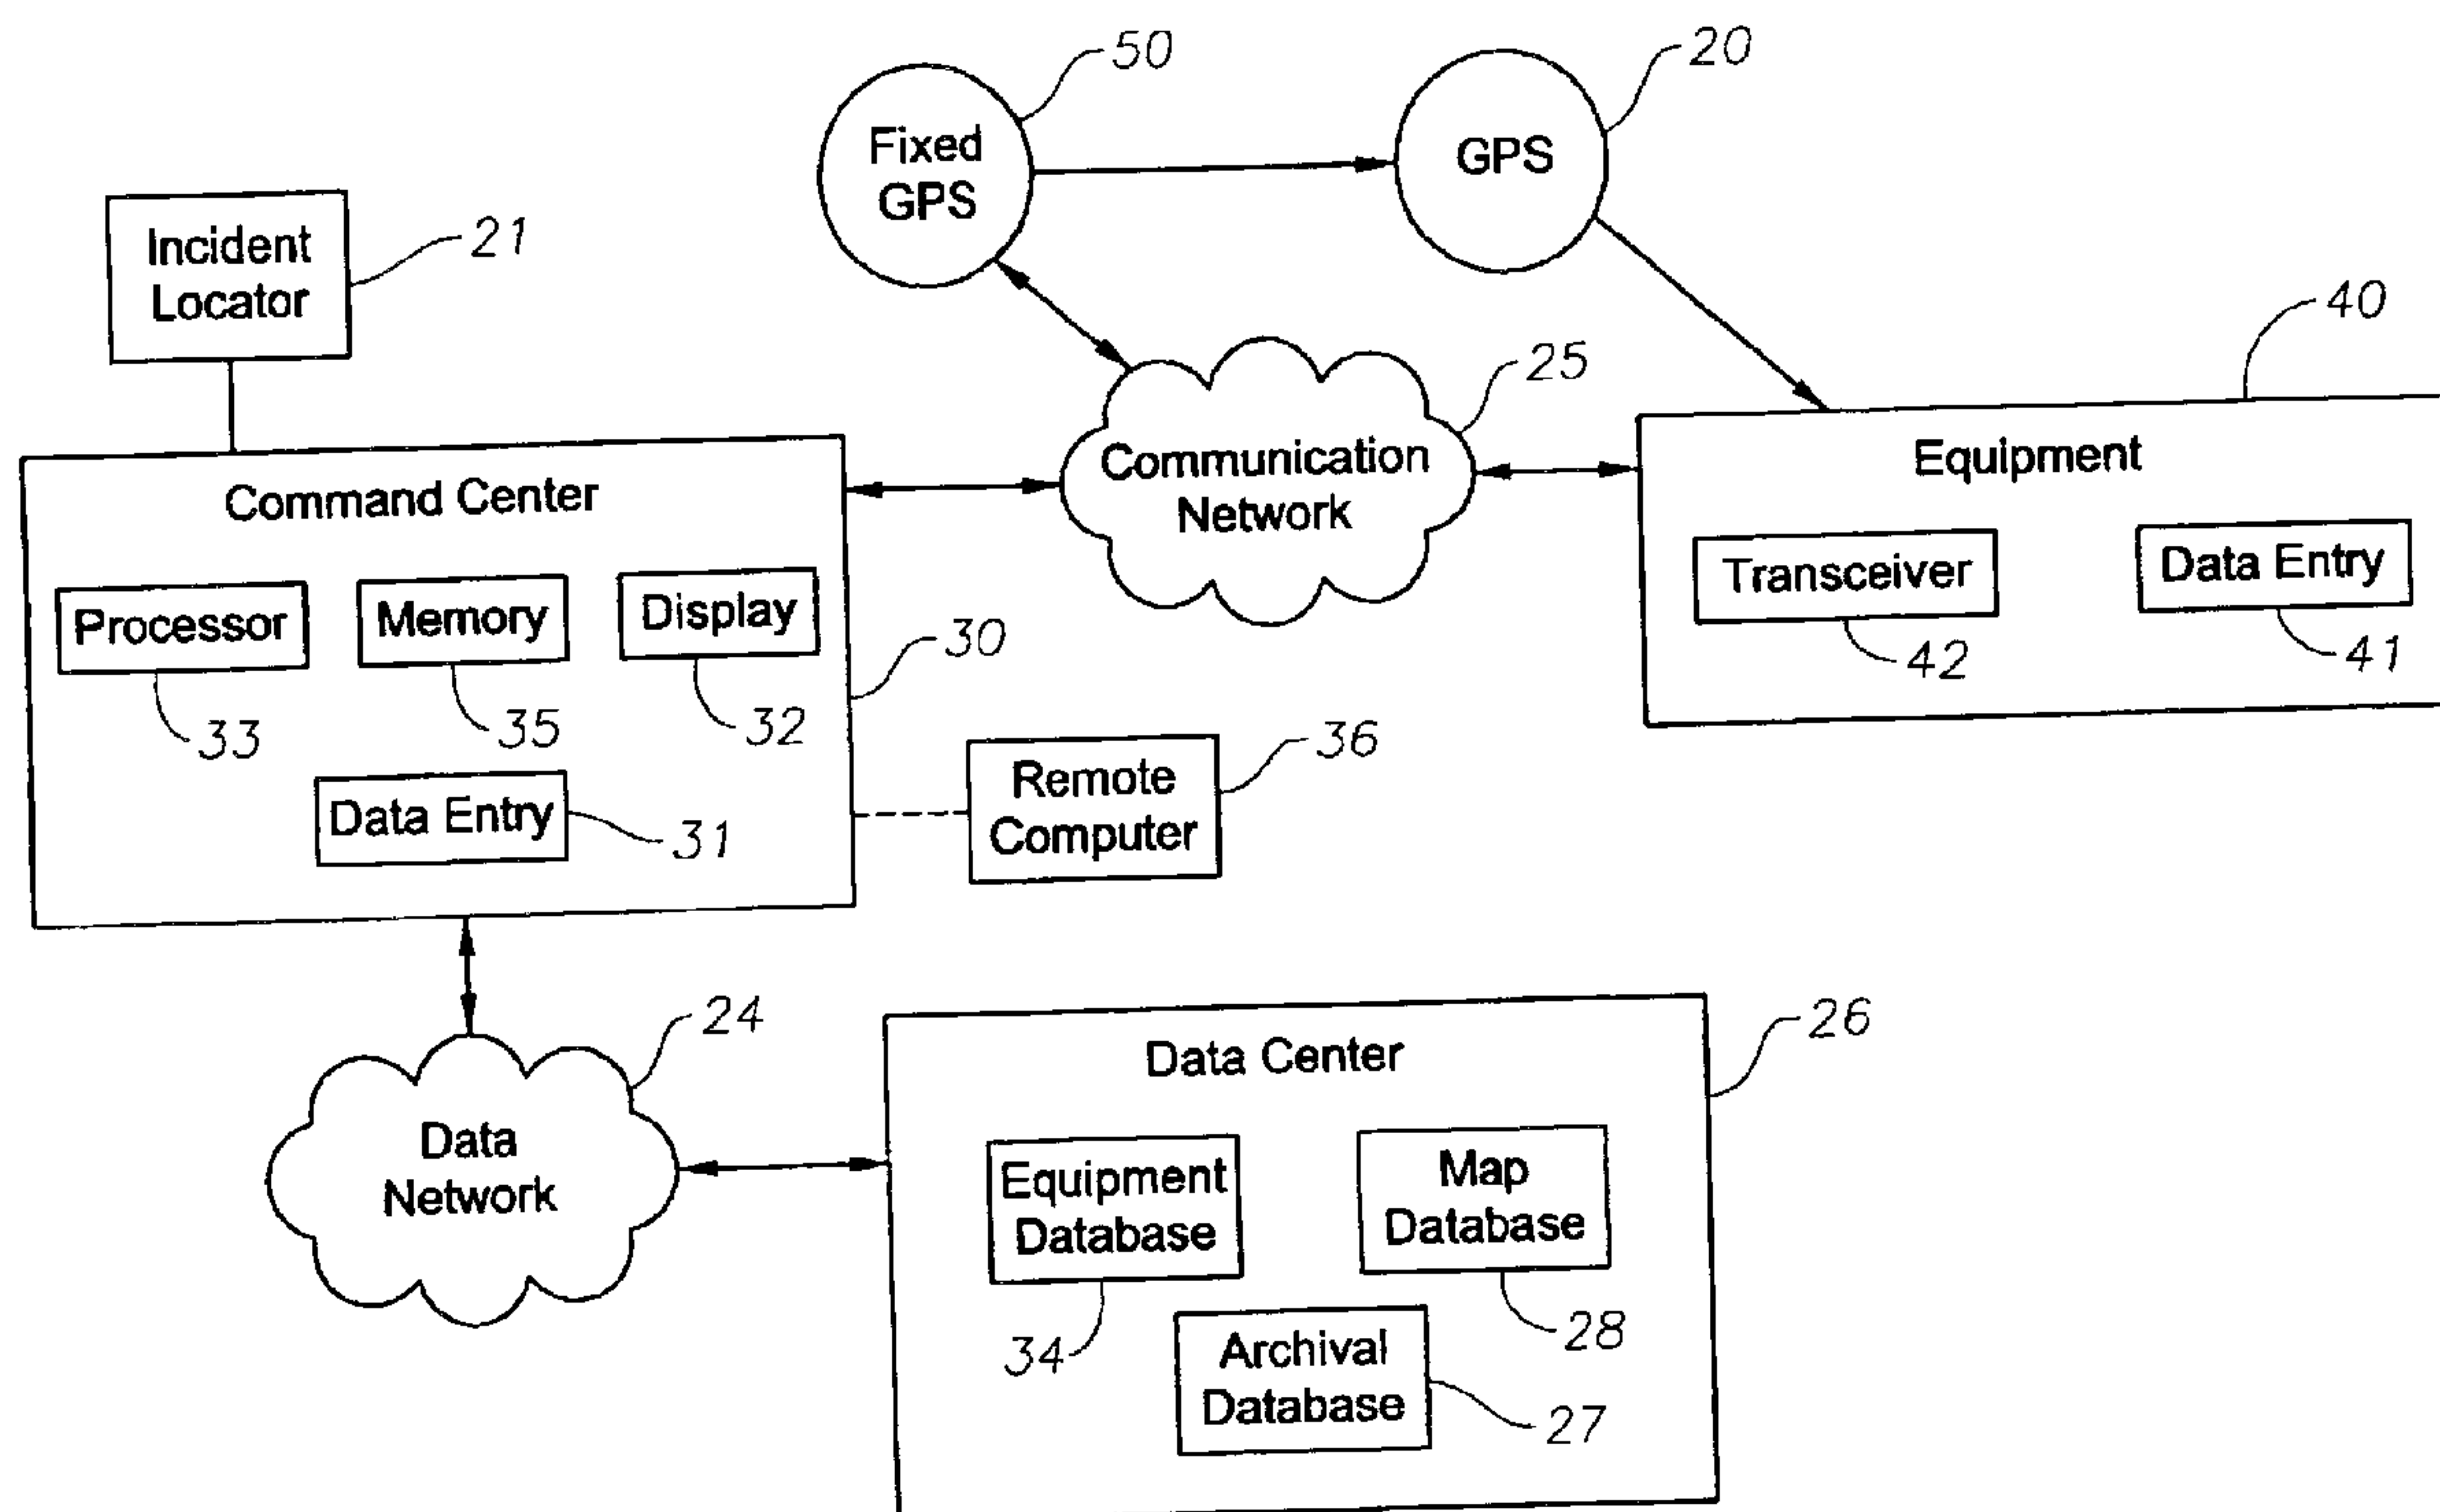 50
20
Fixed
GPS
GPS
Incident
Locator
21
40
25
Communication
Network
Equipment
Transceiver
Data Entry
42
41
Command Center
Processor
Memory
Display
30
33
35
32
36
Remote
Computer
Data Entry
31
24
26
Data
Network
Data Center
Equipment
Database
Map
Database
34
28
Archival
Database
27